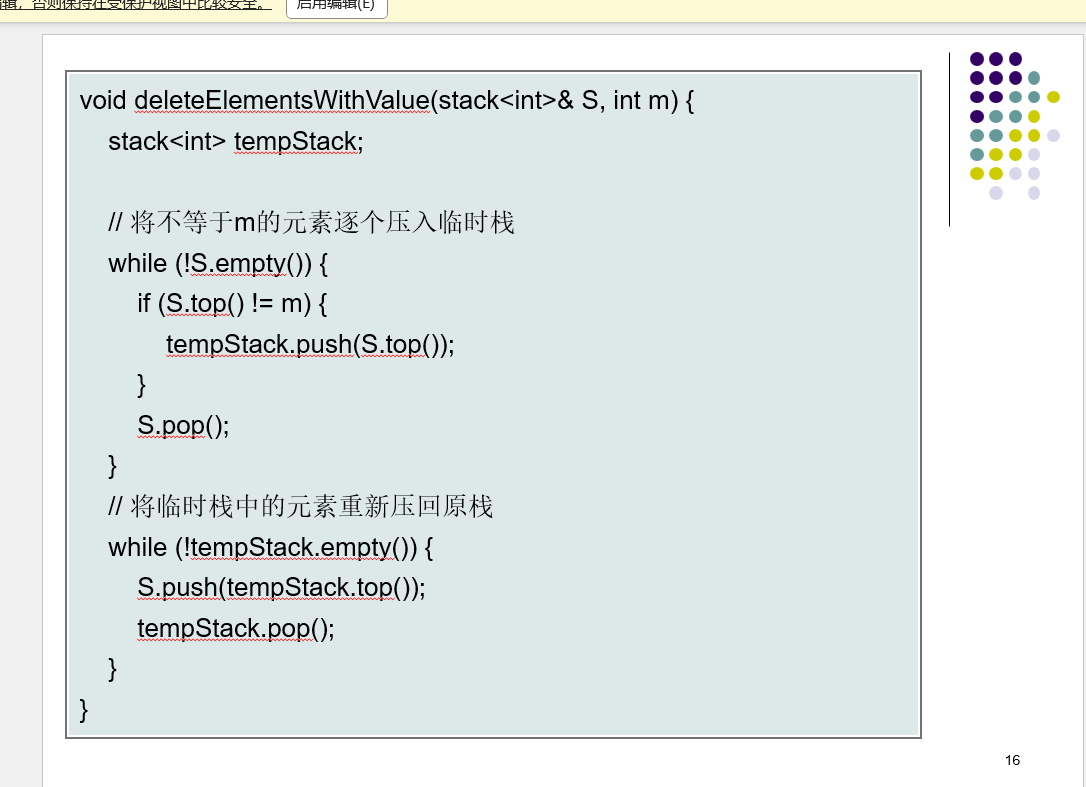 辑，否则保持在受保护视图中比较安全。 启用编辑(E)
void deleteElementsWithValue(stack<int>& S, int m) {
stack<int> tempStack;
// 将不等于m的元素逐个压入临时栈
while (!S.empty()) {
if (S.top() != m) {
tempStack.push(S.top());
}
S.pop();
}
// 将临时栈中的元素重新压回原栈
while (!tempStack.empty()) {
S.push(tempStack.top());
tempStack.pop();
}
}
16